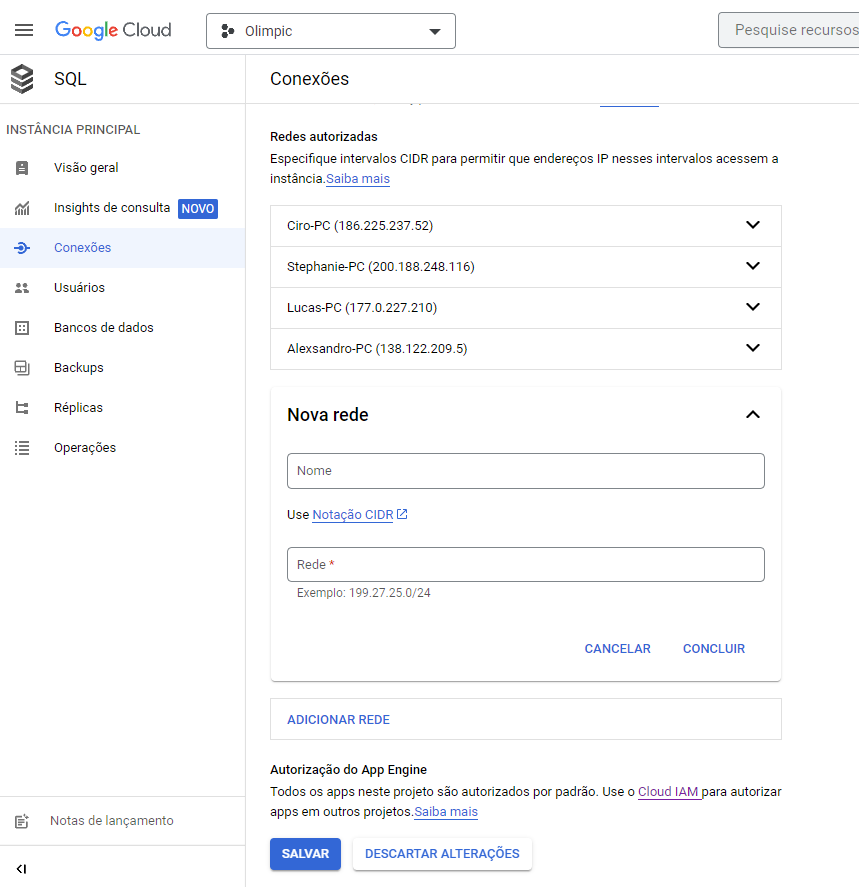 Google Cloud
Olimpic
Pesquise recursos
SQL
Conexões
INSTÂNCIA PRINCIPAL
Visão geral
Insights de consulta NOVO
Conexões
Usuários
Bancos de dados
Backups
Réplicas
Operações
Notas de lançamento
Redes autorizadas
Especifique intervalos CIDR para permitir que endereços IP nesses intervalos acessem a
instância.Saiba mais
Ciro-PC (186.225.237.52)
Stephanie-PC (200.188.248.116)
Lucas-PC (177.0.227.210)
Alexsandro-PC (138.122.209.5)
Nova rede
Nome
Use Notação CIDR
Rede *
Exemplo: 199.27.25.0/24
CANCELAR CONCLUIR
ADICIONAR REDE
Autorização do App Engine
Todos os apps neste projeto são autorizados por padrão. Use o Cloud IAM para autorizar
apps em outros projetos.Saiba mais
SALVAR DESCARTAR ALTERAÇÕES